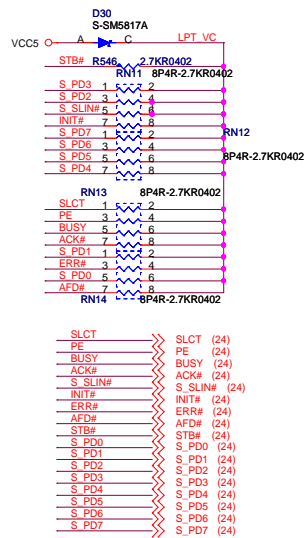 D30
S-SM5817A
VCC5 A C LPT_VC
STB# R546 2.7KR0402
RN11 8P4R-2.7KR0402
S_PD3 1 2
S_PD2 3 4
S_SLIN# 5 6
INIT# 7 8
S_PD7 1 2 RN12
S_PD6 3 4
8P4R-2.7KR0402
S_PD5 5 6
S_PD4 7 8
RN13 8P4R-2.7KR0402
SLCT 1 2
PE 3 4
BUSY 5 6
ACK# 7 8
S_PD1 1 2
ERR# 3 4
S_PD0 5 6
AFD# 7 8
RN14 8P4R-2.7KR0402
SLCT SLCT (24)
PE PE (24)
BUSY BUSY (24)
ACK# ACK# (24)
S_SLIN# S_SLIN# (24)
INIT# INIT# (24)
ERR# ERR# (24)
AFD# AFD# (24)
STB# STB# (24)
S_PD0 S_PD0 (24)
S_PD1 S_PD1 (24)
S_PD2 S_PD2 (24)
S_PD3 S_PD3 (24)
S_PD4 S_PD4 (24)
S_PD5 S_PD5 (24)
S_PD6 S_PD6 (24)
S_PD7 S_PD7 (24)